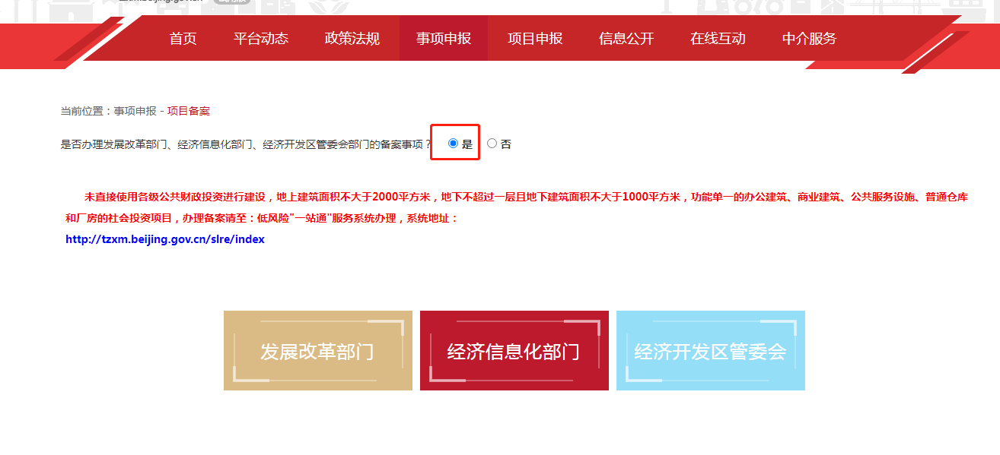 首页 平台动态 政策法规 事项申报 项目申报 信息公开 在线互动 中介服务
当前位置：事项申报 - 项目备案
是否办理发展改革部门、经济信息化部门、经济开发区管委会部门的备案事项？ 是 否
未直接使用各级公共财政投资进行建设，地上建筑面积不大于2000平方米，地下不超过一层且地下建筑面积不大于1000平方米，功能单一的办公建筑、商业建筑、公共服务设施、普通仓库
和厂房的社会投资项目，办理备案请至：低风险"一站通"服务系统办理，系统地址：
http://tzxm.beijing.gov.cn/slre/index
发展改革部门 经济信息化部门 经济开发区管委会